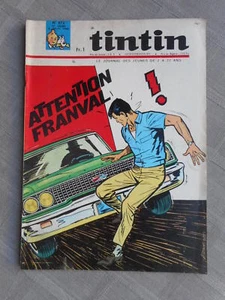 tintin
LE JOURNAL DES JEUNES DE 7 A 77 ANS
ATTENTION
FRANVAL
!